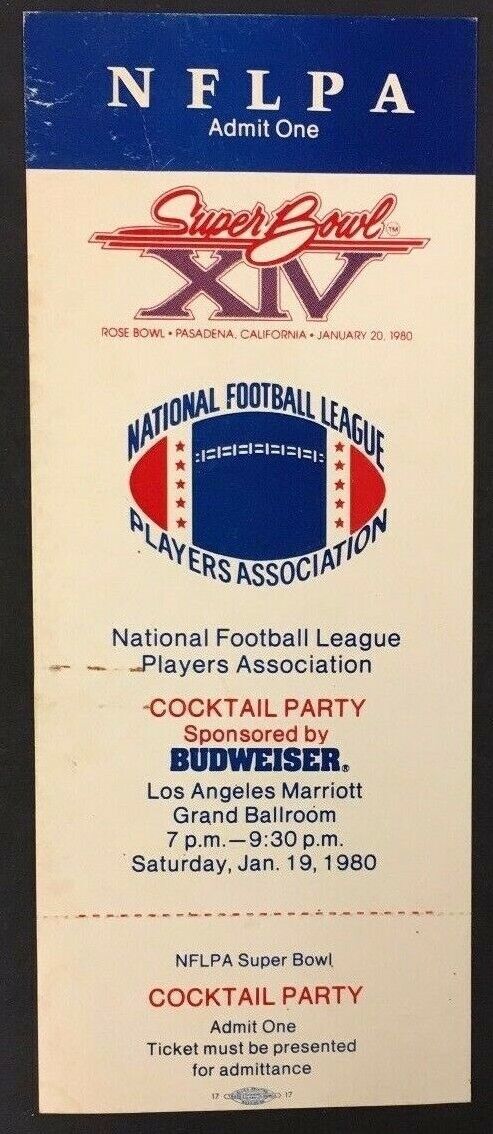 NFLPA
Admit One
Super Bowl TM
XIV
ROSE BOWL • PASADENA, CALIFORNIA • JANUARY 20, 1980
NATIONAL FOOTBALL LEAGUE
PLAYERS ASSOCIATION
National Football League
Players Association
COCKTAIL PARTY
Sponsored by
BUDWEISER®
Los Angeles Marriott
Grand Ballroom
7 p.m.—9:30 p.m.
Saturday, Jan. 19, 1980
NFLPA Super Bowl
COCKTAIL PARTY
Admit One
Ticket must be presented
for admittance
17 17